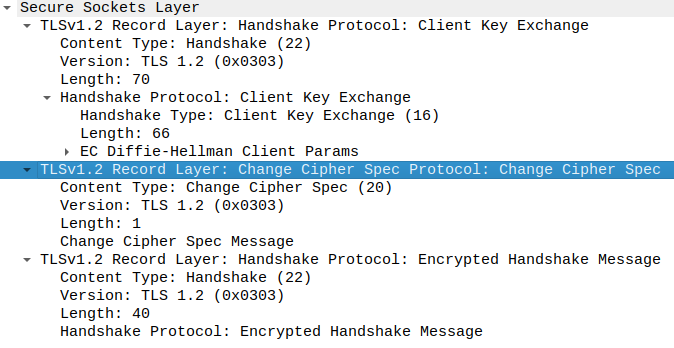 Secure Sockets Layer
TLSv1.2 Record Layer: Handshake Protocol: Client Key Exchange
Content Type: Handshake (22)
Version: TLS 1.2 (0x0303)
Length: 70
Handshake Protocol: Client Key Exchange
Handshake Type: Client Key Exchange (16)
Length: 66
EC Diffie-Hellman Client Params
TLSv1.2 Record Layer: Change Cipher Spec Protocol: Change Cipher Spec
Content Type: Change Cipher Spec (20)
Version: TLS 1.2 (0x0303)
Length: 1
Change Cipher Spec Message
TLSv1.2 Record Layer: Handshake Protocol: Encrypted Handshake Message
Content Type: Handshake (22)
Version: TLS 1.2 (0x0303)
Length: 40
Handshake Protocol: Encrypted Handshake Message